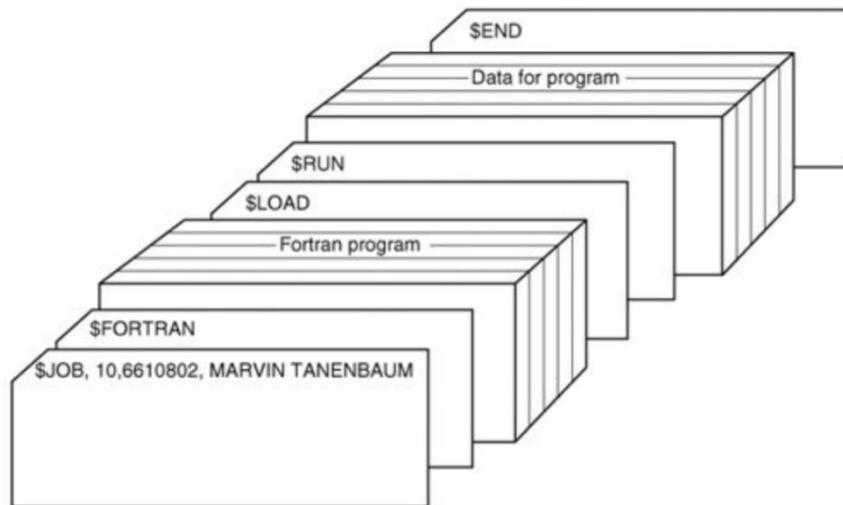 $END
Data for program
$RUN
$LOAD
Fortran program
$FORTRAN
$JOB, 10,6610802, MARVIN TANENBAUM